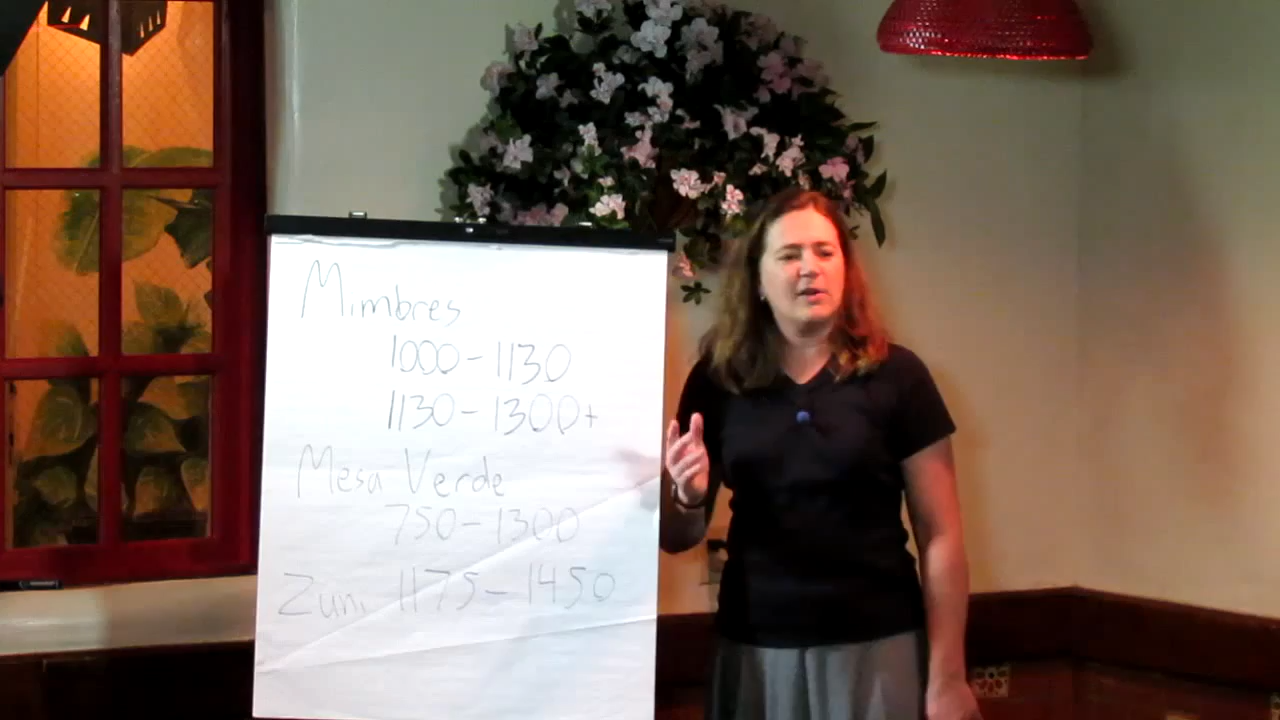 Mimbres
1000-1130
1130-1300+
Mesa Verde
750-1300
Zuni 1175-1450